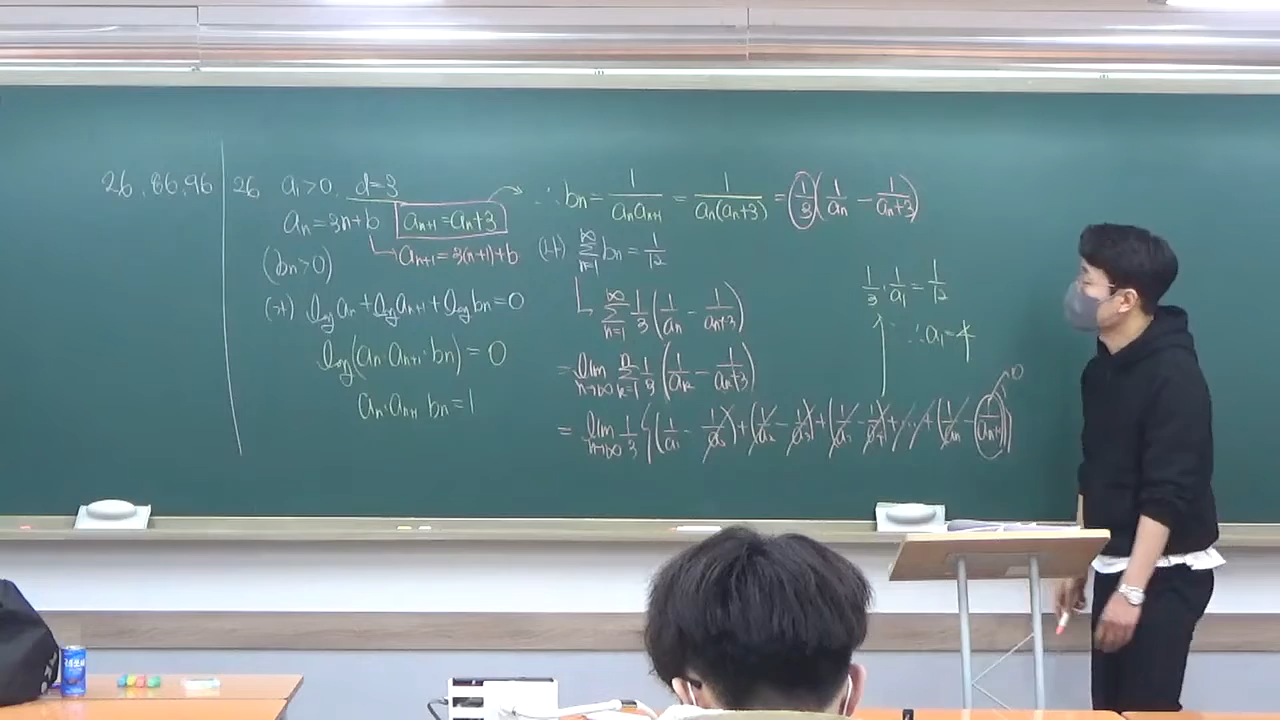 26, 86, 96
26. a₁>0. d=3
aₙ=3n+b
aₙ₊₁=aₙ+3
aₙ₊₁=3(n+1)+b
(bₙ>0)
(가) log aₙ + log aₙ₊₁ + log bₙ = 0
log(aₙ·aₙ₊₁·bₙ) = 0
aₙ·aₙ₊₁·bₙ=1
∴ bₙ = 1/(aₙaₙ₊₁) = 1/(aₙ(aₙ+3)) = 1/3(1/aₙ − 1/(aₙ+3))
(나) ∑_{n=1}^{∞} bₙ = 1/12
∑_{n=1}^{∞} 1/3 (1/aₙ − 1/(aₙ+3))
= lim_{n→∞} ∑_{k=1}^{n} 1/3 (1/aₖ − 1/(aₖ+3))
= lim_{n→∞} 1/3 {(1/a₁ − 1/a₂)+(1/a₂ − 1/a₃)+(1/a₃ − 1/a₄)+…+(1/aₙ − 1/aₙ₊₁)}
0
1/3 · 1/a₁ = 1/12
∴ a₁=4